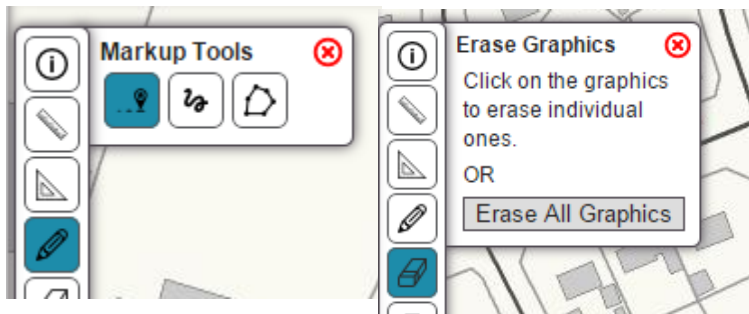 Markup Tools
Erase Graphics
Click on the graphics
to erase individual
ones.
OR
Erase All Graphics